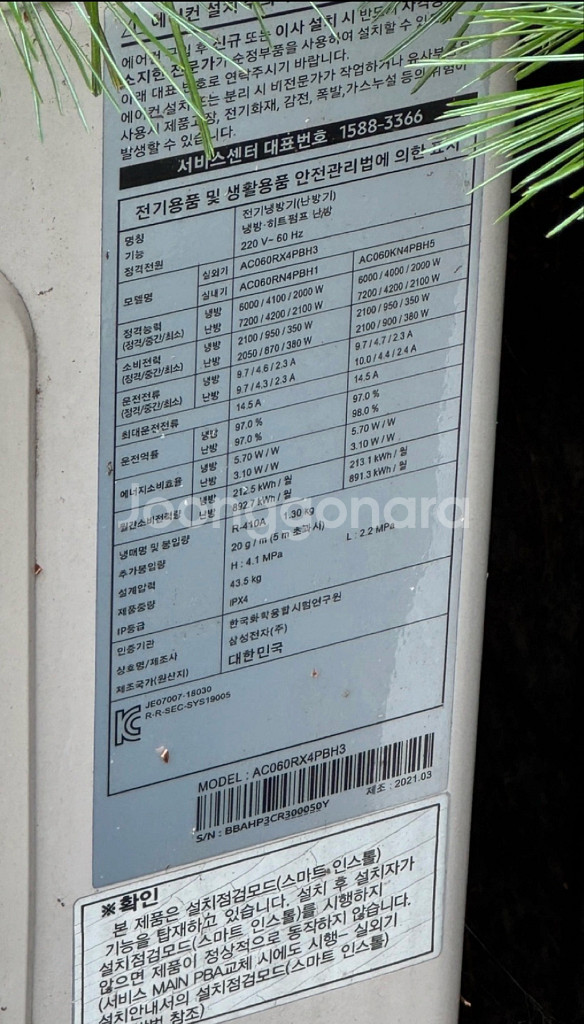 에어컨 설치
에어컨 구입 후 신규 또는 이사 설치 시 반드시
소지한 전문가가 순정부품을 사용하여 설치할 수 있으
아래 대표 번호로 연락주시기 바랍니다.
에어컨 설치 또는 분리 시 비전문가가 작업하거나 유사부
사용시 제품고장, 전기화재, 감전, 폭발, 가스누설 등의 위험이
발생할 수 있습니다.
서비스센터 대표번호 1588-3366
전기용품 및 생활용품 안전관리법에 의한 표시
명칭 전기냉방기(난방기)
기능 냉방·히트펌프 난방
정격전원 220 V~ 60 Hz
모델명 실외기 AC060RX4PBH3 AC060KN4PBH5
실내기 AC060RN4PBH1
정격능력 (정격/중간/최소) 냉방 6000 / 4100 / 2000 W 6000 / 4000 / 2000 W
난방 7200 / 4200 / 2100 W 7200 / 4200 / 2100 W
소비전력 (정격/중간/최소) 냉방 2100 / 950 / 350 W 2100 / 950 / 350 W
난방 2050 / 870 / 380 W 2100 / 900 / 380 W
운전전류 (정격/중간/최소) 냉방 9.7 / 4.6 / 2.3 A 9.7 / 4.7 / 2.3 A
난방 9.7 / 4.3 / 2.3 A 10.0 / 4.4 / 2.4 A
최대운전전류 14.5 A 14.5 A
운전역률 냉방 97.0 % 97.0 %
난방 97.0 % 98.0 %
에너지소비효율 냉방 5.70 W / W 5.70 W / W
난방 3.10 W / W 3.10 W / W
월간소비전력량 냉방 212.5 kWh / 월 213.1 kWh / 월
난방 892.7 kWh / 월 891.3 kWh / 월
냉매명 및 봉입량 R-410A 1.30 kg
추가봉입량 20 g / m (5 m 초과 시)
설계압력 H : 4.1 MPa L : 2.2 MPa
제품중량 43.5 kg
IP등급 IPX4
인증기관 한국화학융합시험연구원
상호명/제조사 삼성전자(주)
제조국가(원산지) 대한민국
JE07007-18030
R-R-SEC-SYS19005
MODEL : AC060RX4PBH3
S/N : BBAHP3CR300050Y 제조 : 2021.03
※확인
본 제품은 설치점검모드(스마트 인스톨)
기능을 탑재하고 있습니다. 설치 후 설치자가
설치점검모드(스마트 인스톨)를 시행하지
않으면 제품이 정상적으로 동작하지 않습니다.
(서비스 MAIN PBA교체 시에도 시행- 실외기
설치안내서의 설치점검모드(스마트 인스톨)
방법 참조)
Joonggonara